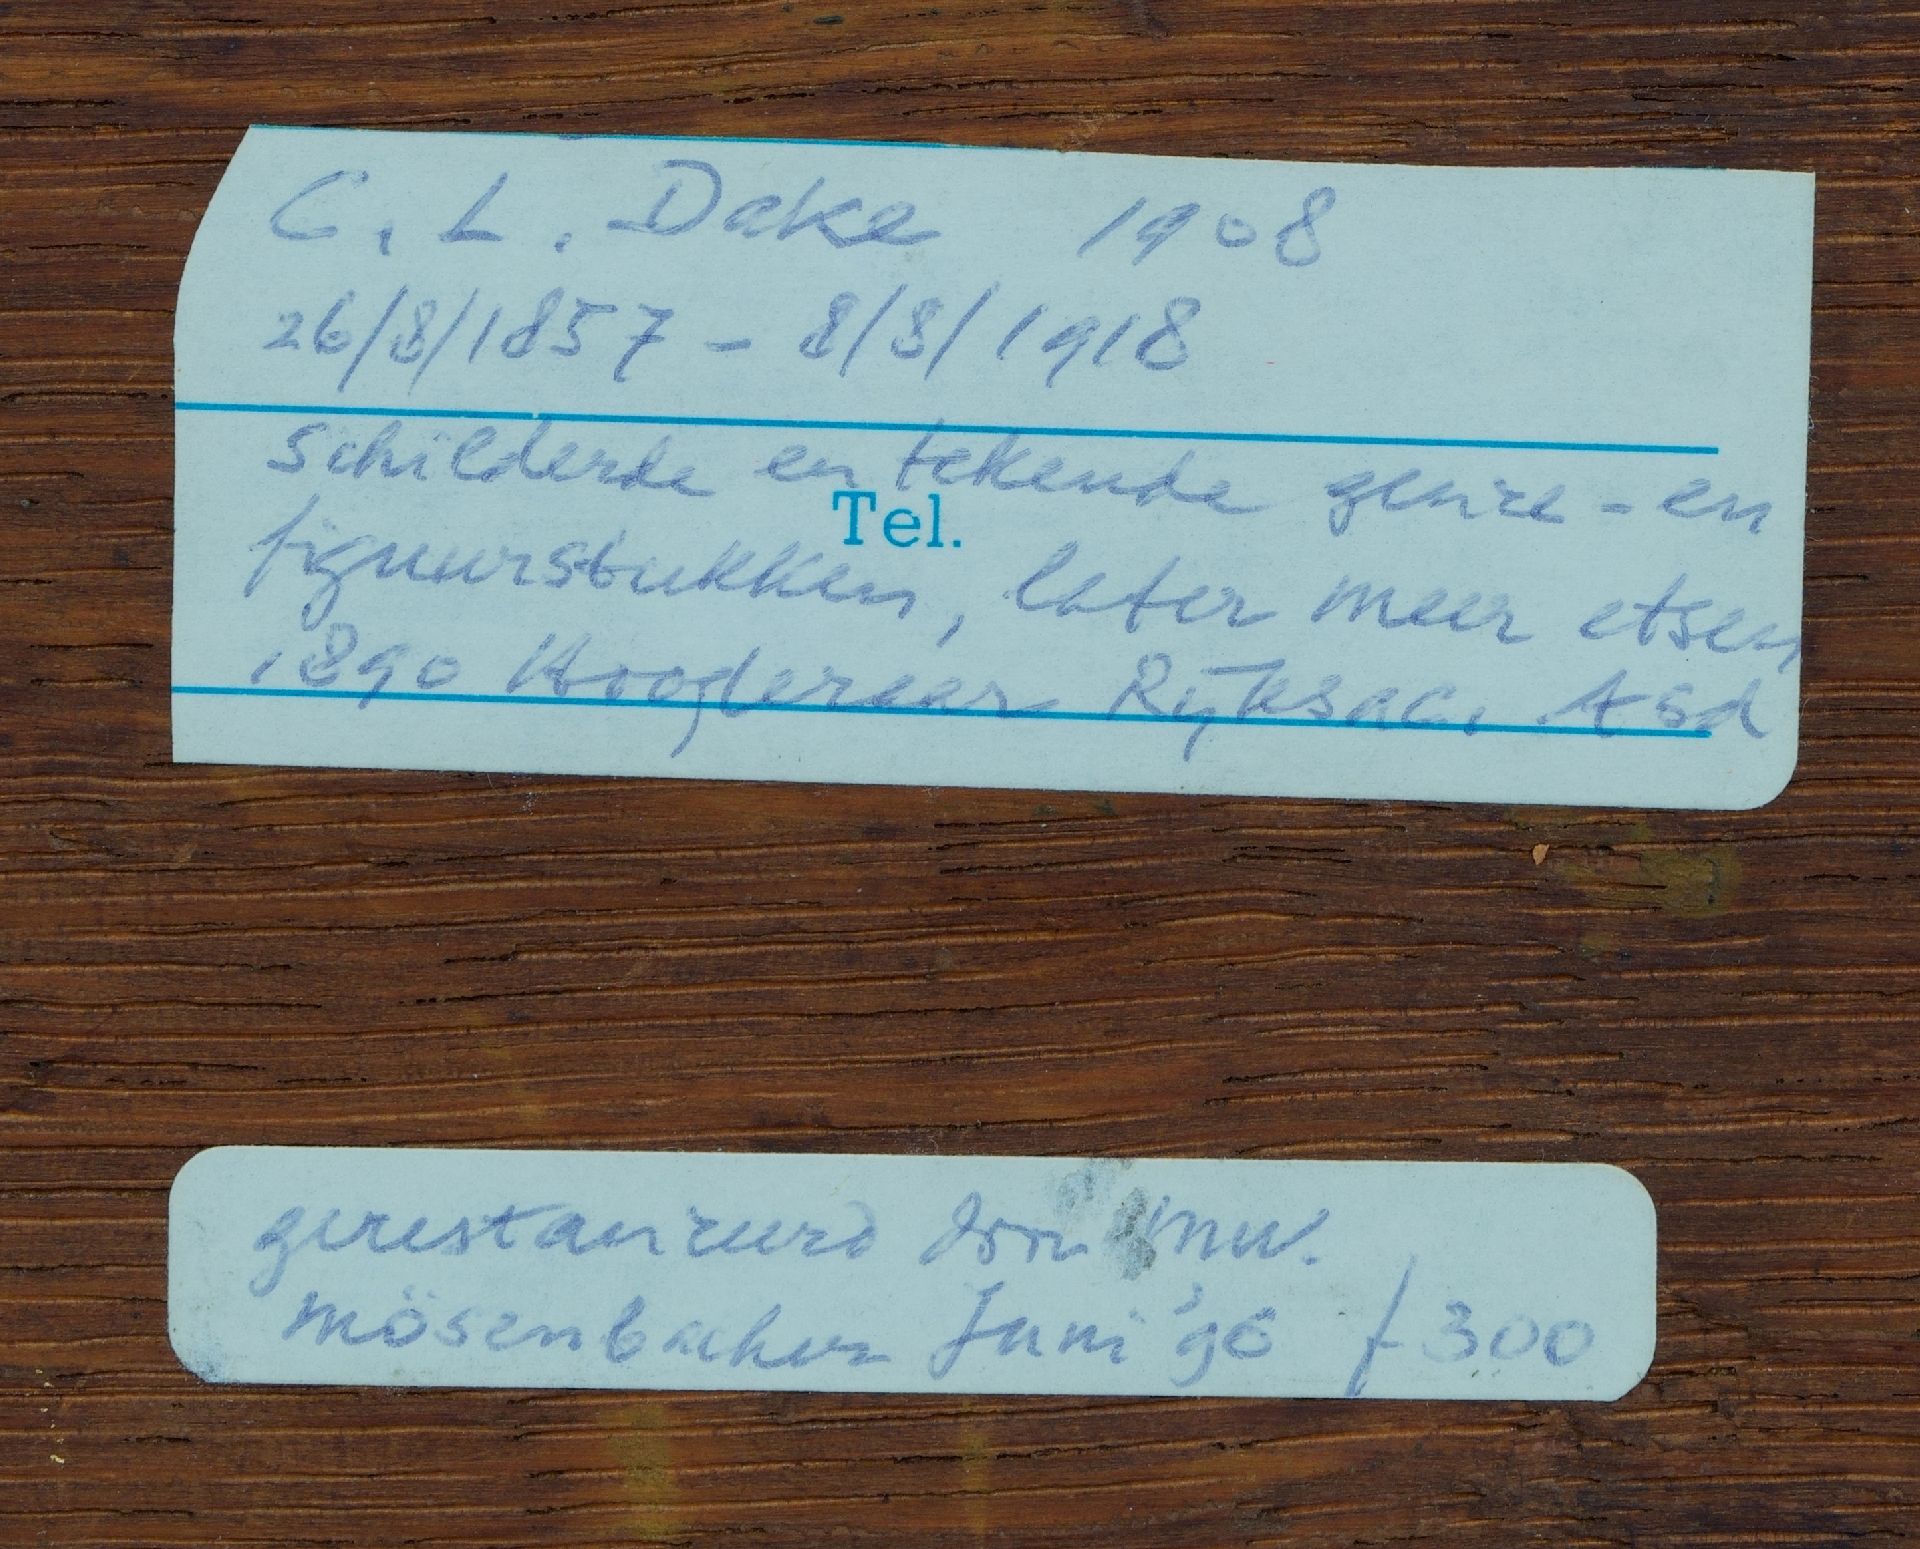 C. L. Dake 1908
26/8/1857 - 8/8/1918
schilderde en tekende genre - en
Tel.
figuurstukken, later meer etsen
1890 Hoogleraar Rijksac. Asd
gerestaureerd door mw.
Mösenbacher Juni '90 f 300